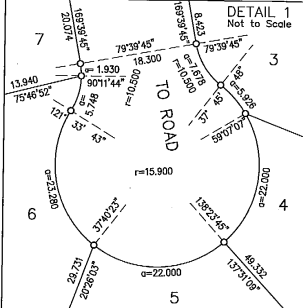 DETAIL 1
Not to Scale
169°39'45"
20.074
169°39'45"
8.423
7
79°39'45"
18.300
79°39'45"
3
13.940
75°46'52"
a= 1.930
90°11'44"
r=10.500
a=7.678
r=10.500
48"
45'
37°
a=5.926
a=
5.748
121°
33'
43"
TO ROAD
59°07'07"
r=15.900
a=23.280
a=22.000
6
4
37°40'23"
138°23'45"
29.731
20°26'03"
a=22.000
49.332
137°31'09"
5